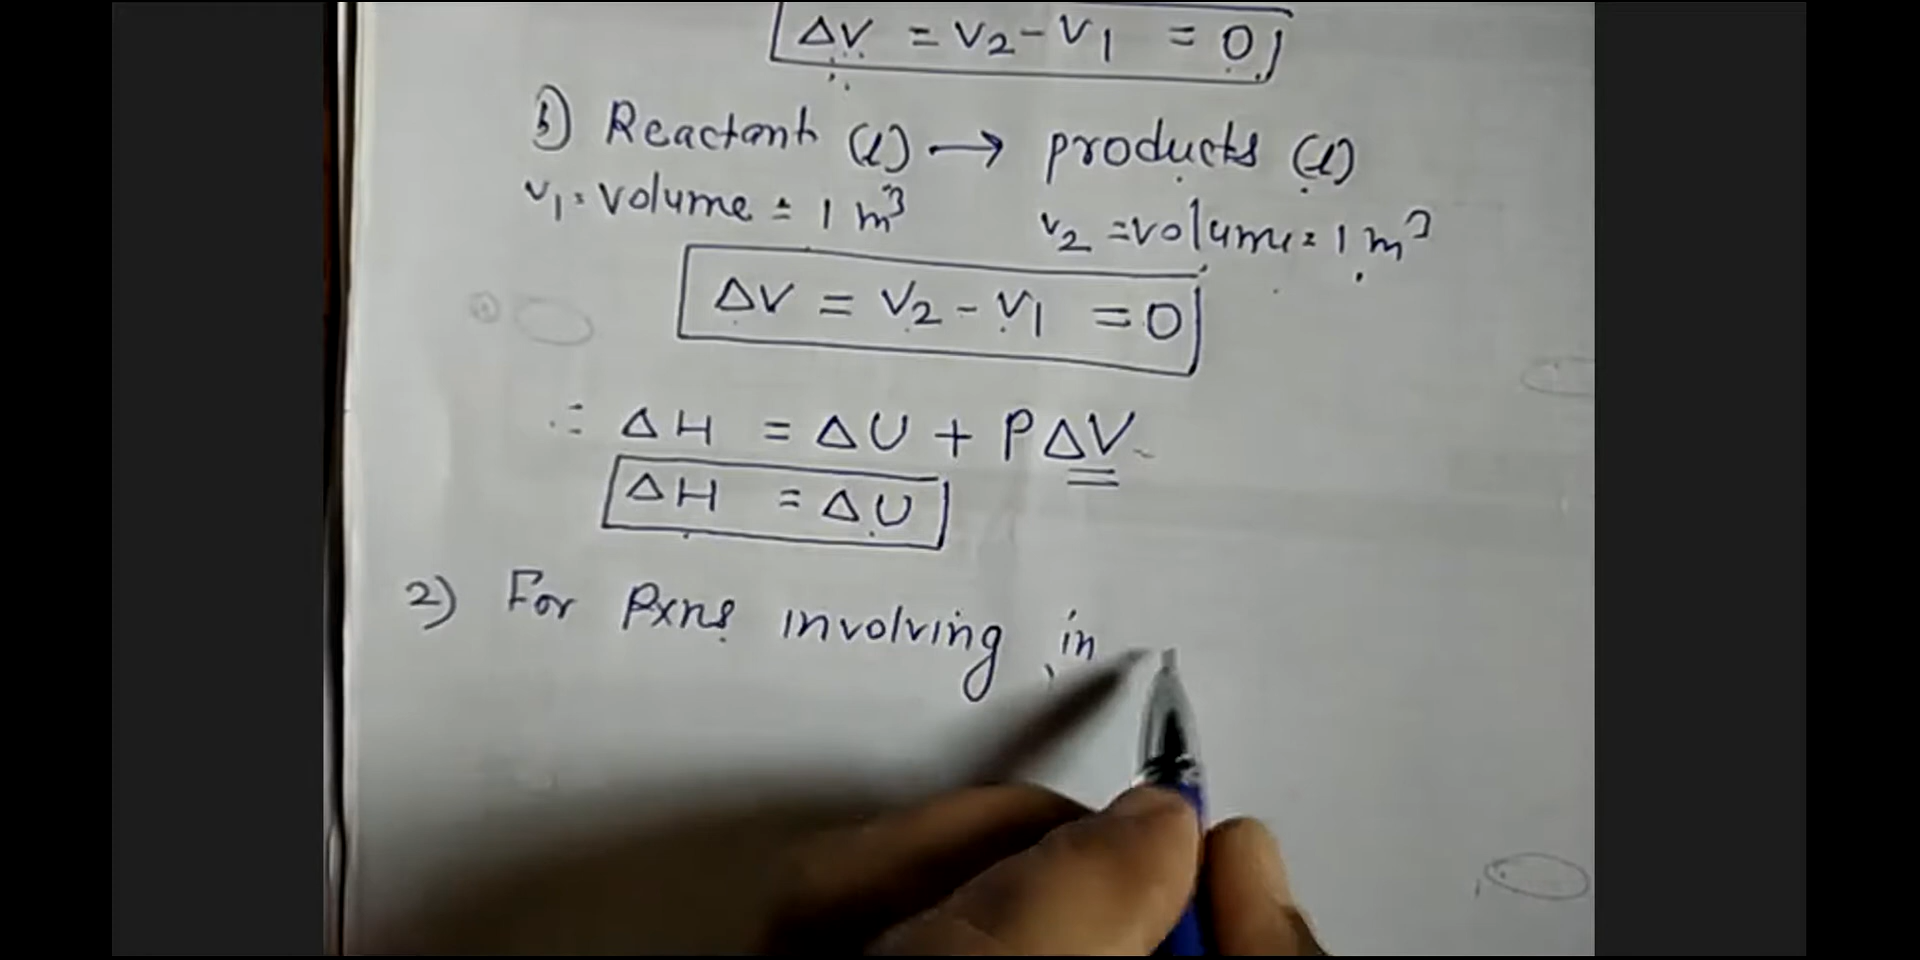 ΔV = V2 - V1 = 0
b) Reactant (l) → products (l)
V1 = volume = 1 m³ V2 = volume = 1 m³
ΔV = V2 - V1 = 0
∴ ΔH = ΔU + PΔV
ΔH = ΔU
2) For Rxns involving in